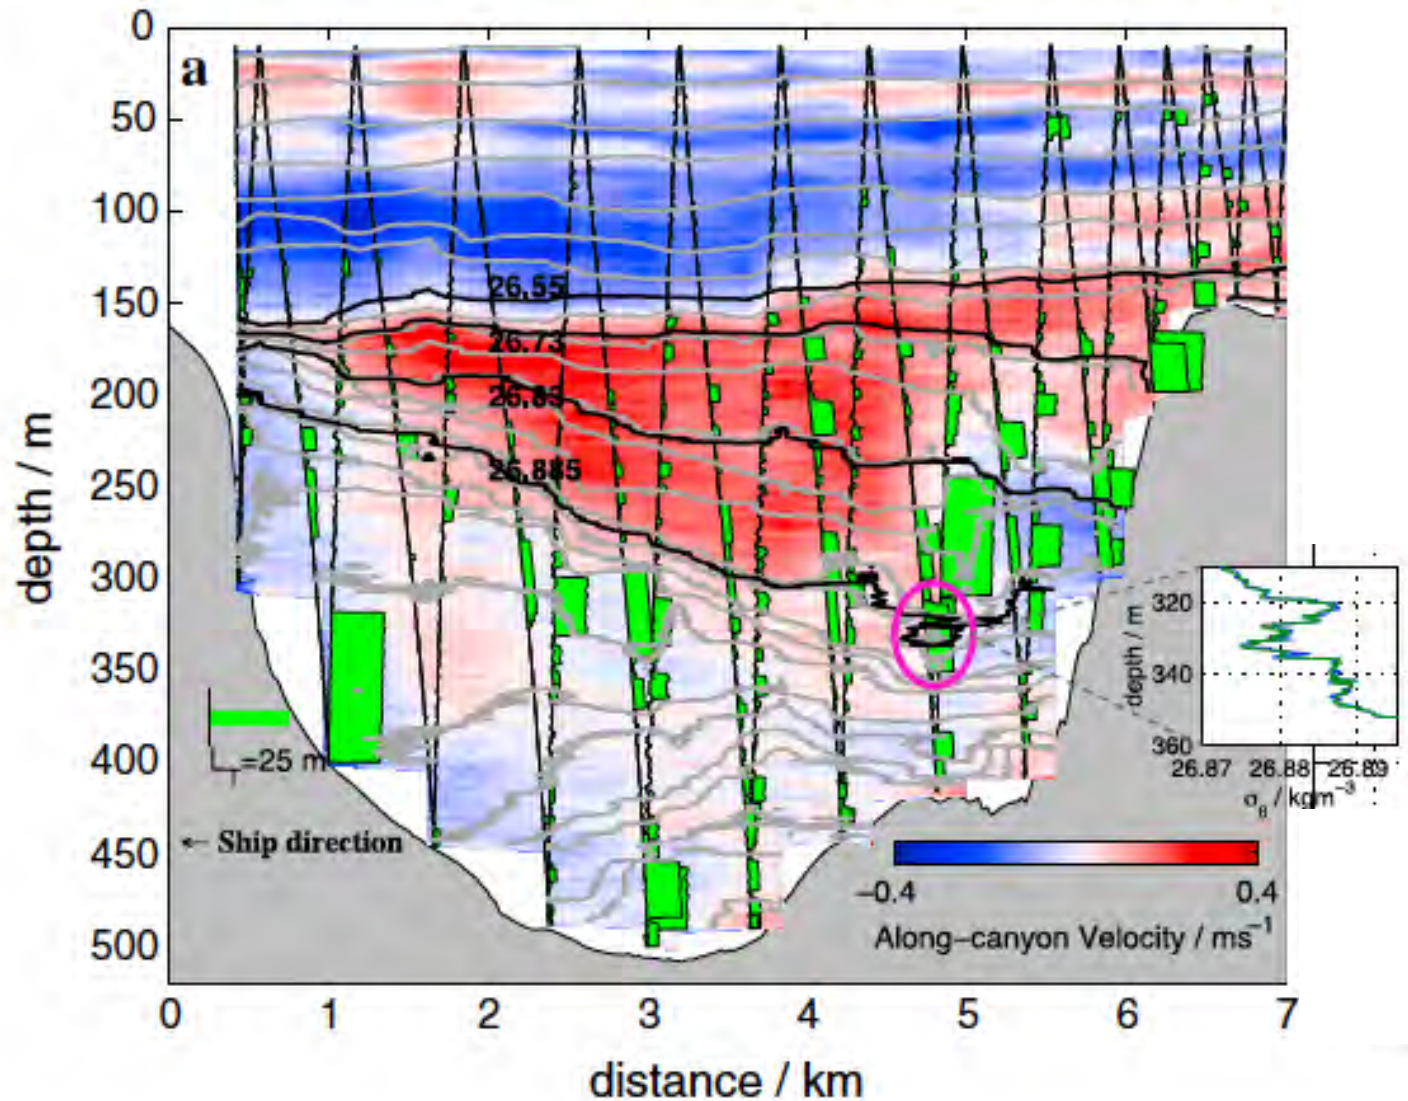 a
0
50
100
150
200
250
300
350
400
450
500
depth / m
26.55
26.73
26.83
26.885
L_T=25 m
← Ship direction
−0.4 0.4
Along−canyon Velocity / ms⁻¹
0 1 2 3 4 5 6 7
distance / km
320
340
360
depth / m
26.87 26.88 26.89
σ_θ / kgm⁻³